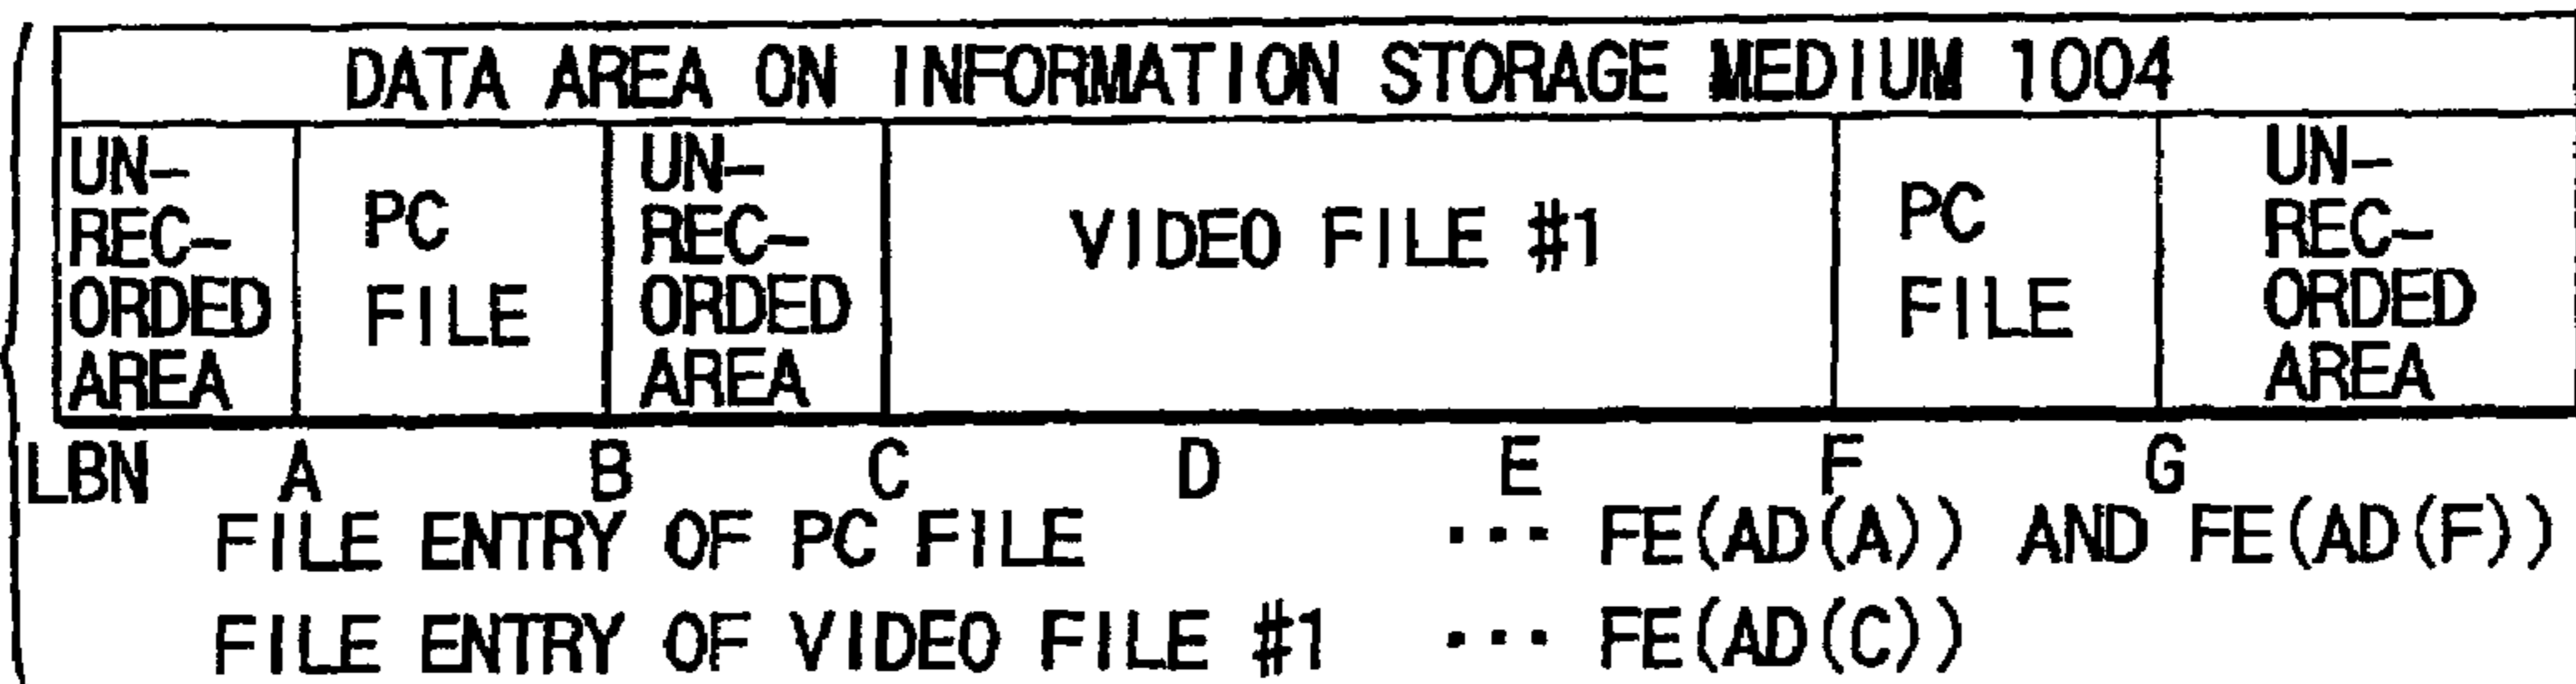 DATA AREA ON INFORMATION STORAGE MEDIUM 1004
UN-
REC-
ORDED
AREA
PC
FILE
UN-
REC-
ORDED
AREA
VIDEO FILE #1
PC
FILE
UN-
REC-
ORDED
AREA
LBN A B C D E F G
FILE ENTRY OF PC FILE ··· FE(AD(A)) AND FE(AD(F))
FILE ENTRY OF VIDEO FILE #1 ··· FE(AD(C))